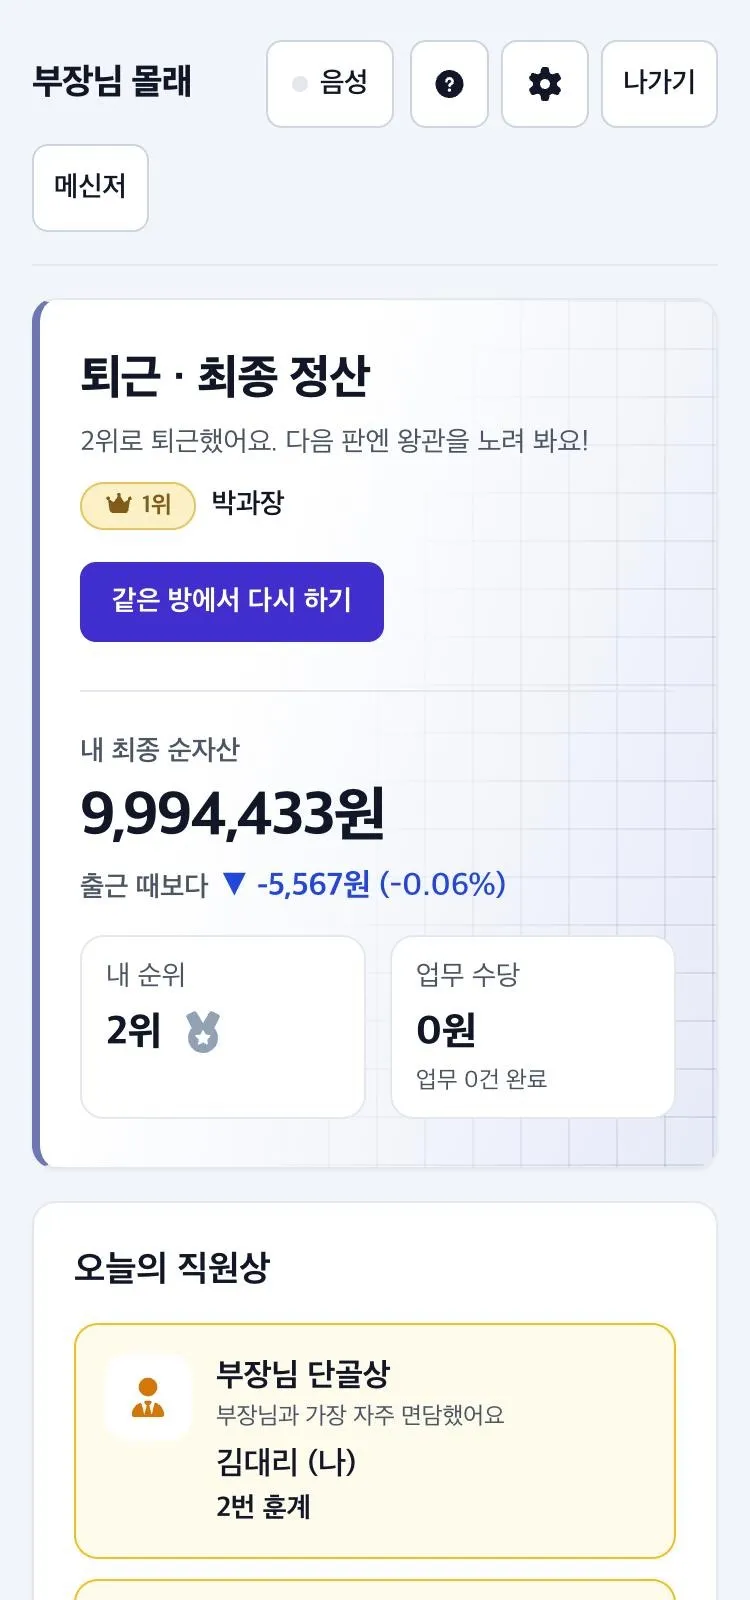 부장님 몰래
음성
?
나가기
메신저
퇴근 · 최종 정산
2위로 퇴근했어요. 다음 판엔 왕관을 노려 봐요!
1위 박과장
같은 방에서 다시 하기
내 최종 순자산
9,994,433원
출근 때보다 ▼ -5,567원 (-0.06%)
내 순위
2위
업무 수당
0원
업무 0건 완료
오늘의 직원상
부장님 단골상
부장님과 가장 자주 면담했어요
김대리 (나)
2번 훈계